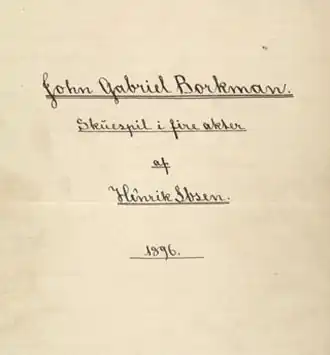 John Gabriel Borkman.
Skuespil i fire akter
af
Henrik Ibsen.
1896.